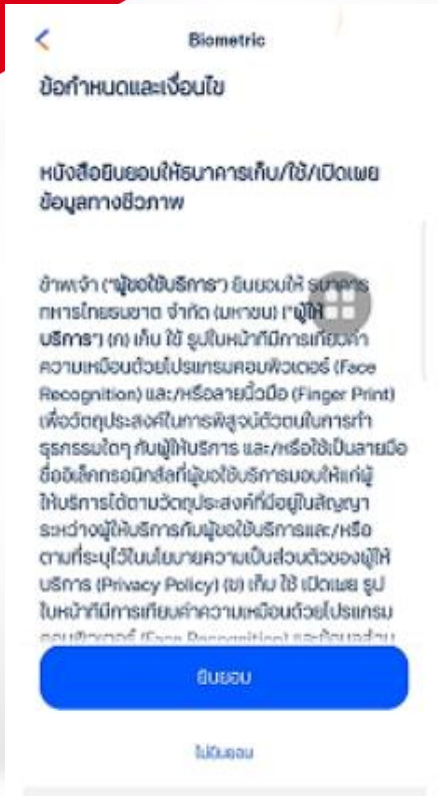 Biometric
ข้อกำหนดและเงื่อนไข
หนังสือยินยอมให้ธนาคารเก็บ/ใช้/เปิดเผย
ข้อมูลทางชีวภาพ
ข้าพเจ้า ("ผู้ขอใช้บริการ") ยินยอมให้ ธนาคาร
ทหารไทยธนชาต จำกัด (มหาชน) ("ผู้ให้
บริการ") (ก) เก็บ ใช้ รูปใบหน้าที่มีการเทียบค่า
ความเหมือนด้วยโปรแกรมคอมพิวเตอร์ (Face
Recognition) และ/หรือลายนิ้วมือ (Finger Print)
เพื่อวัตถุประสงค์ในการพิสูจน์ตัวตนในการทำ
ธุรกรรมใดๆ กับผู้ให้บริการ และ/หรือใช้เป็นลายมือ
ชื่ออิเล็กทรอนิกส์ที่ผู้ขอใช้บริการมอบให้แก่ผู้
ให้บริการได้ตามวัตถุประสงค์ที่มีอยู่ในสัญญา
ระหว่างผู้ให้บริการกับผู้ขอใช้บริการและ/หรือ
ตามที่ระบุไว้ในนโยบายความเป็นส่วนตัวของผู้ให้
บริการ (Privacy Policy) (ข) เก็บ ใช้ เปิดเผย รูป
ใบหน้าที่มีการเทียบค่าความเหมือนด้วยโปรแกรม
คอมพิวเตอร์ (Face Recognition) และข้อมูลส่วน
ยินยอม
ไม่ยินยอม